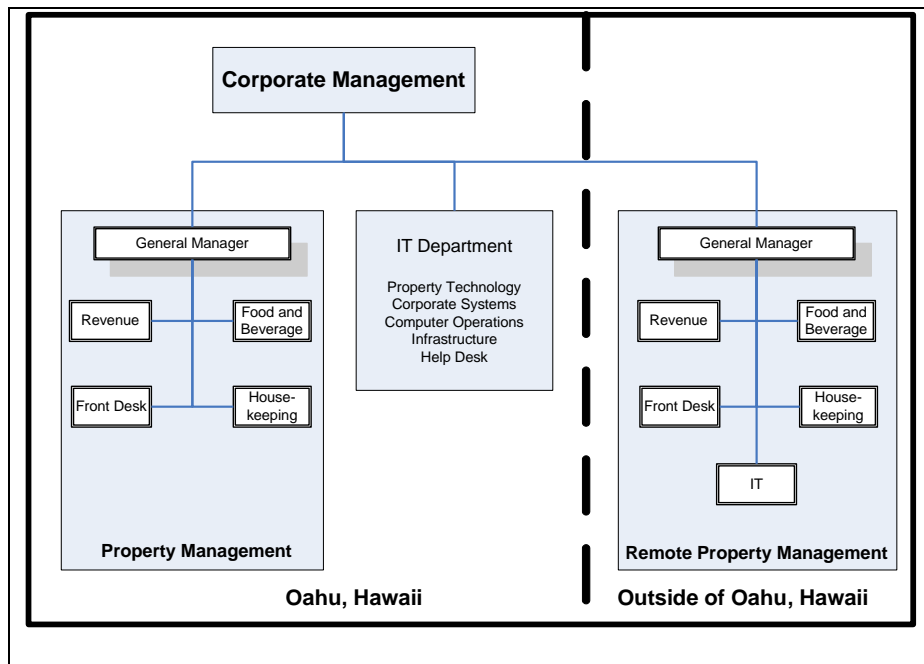 Corporate Management
General Manager
Revenue
Food and
Beverage
Front Desk
House-
keeping
Property Management
IT Department
Property Technology
Corporate Systems
Computer Operations
Infrastructure
Help Desk
General Manager
Revenue
Food and
Beverage
Front Desk
House-
keeping
IT
Remote Property Management
Oahu, Hawaii
Outside of Oahu, Hawaii